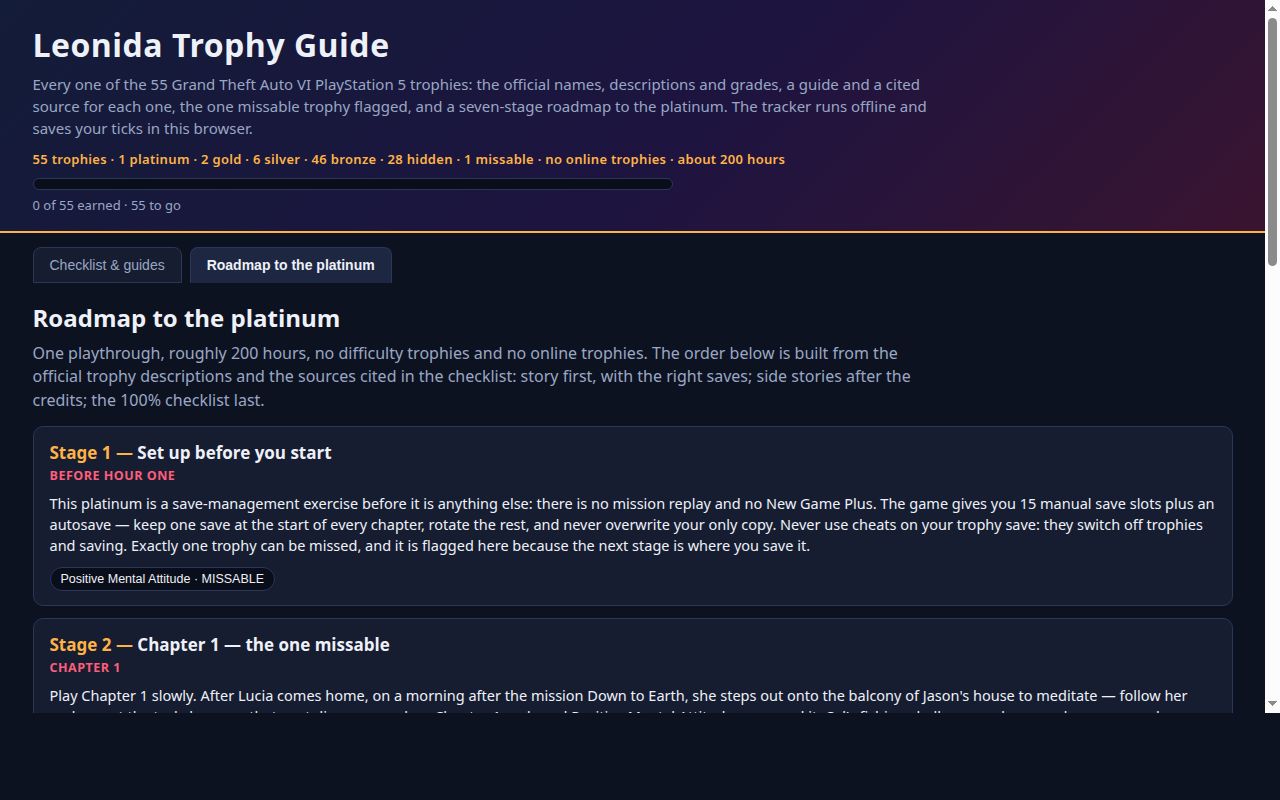 Leonida Trophy Guide
Every one of the 55 Grand Theft Auto VI PlayStation 5 trophies: the official names, descriptions and grades, a guide and a cited
source for each one, the one missable trophy flagged, and a seven-stage roadmap to the platinum. The tracker runs offline and
saves your ticks in this browser.
55 trophies · 1 platinum · 2 gold · 6 silver · 46 bronze · 28 hidden · 1 missable · no online trophies · about 200 hours
0 of 55 earned · 55 to go
Checklist & guides
Roadmap to the platinum
Roadmap to the platinum
One playthrough, roughly 200 hours, no difficulty trophies and no online trophies. The order below is built from the
official trophy descriptions and the sources cited in the checklist: story first, with the right saves; side stories after the
credits; the 100% checklist last.
Stage 1 — Set up before you start
BEFORE HOUR ONE
This platinum is a save-management exercise before it is anything else: there is no mission replay and no New Game Plus. The game gives you 15 manual save slots plus an
autosave — keep one save at the start of every chapter, rotate the rest, and never overwrite your only copy. Never use cheats on your trophy save: they switch off trophies
and saving. Exactly one trophy can be missed, and it is flagged here because the next stage is where you save it.
Positive Mental Attitude · MISSABLE
Stage 2 — Chapter 1 — the one missable
CHAPTER 1
Play Chapter 1 slowly. After Lucia comes home, on a morning after the mission Down to Earth, she steps out onto the balcony of Jason's house to meditate — follow her